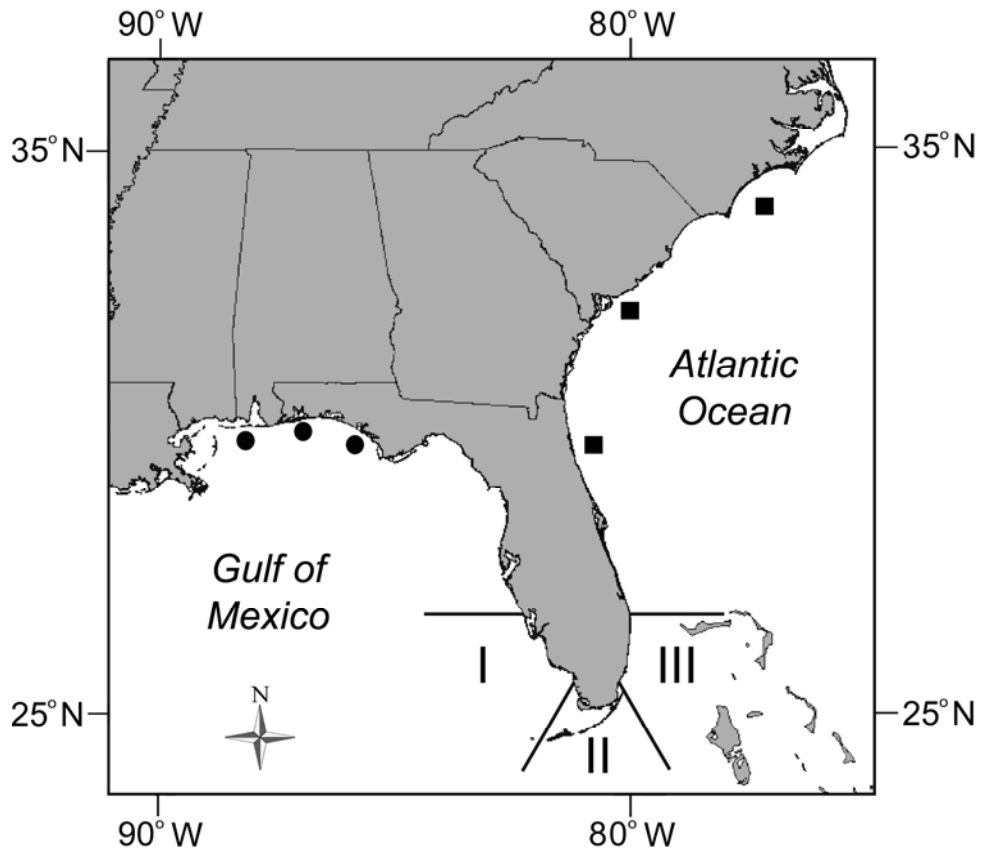 90° W 80° W
35° N 35° N
Atlantic
Ocean
Gulf of
Mexico
I III
N
25° N 25° N
II
90° W 80° W